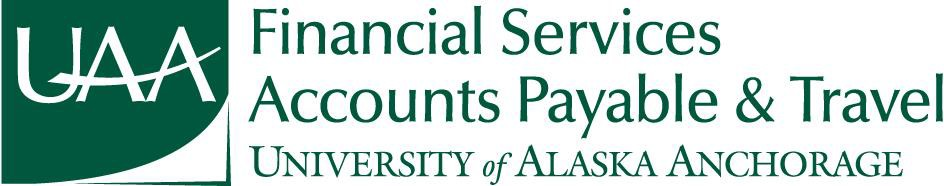 UAA
Financial Services
Accounts Payable & Travel
UNIVERSITY of ALASKA ANCHORAGE